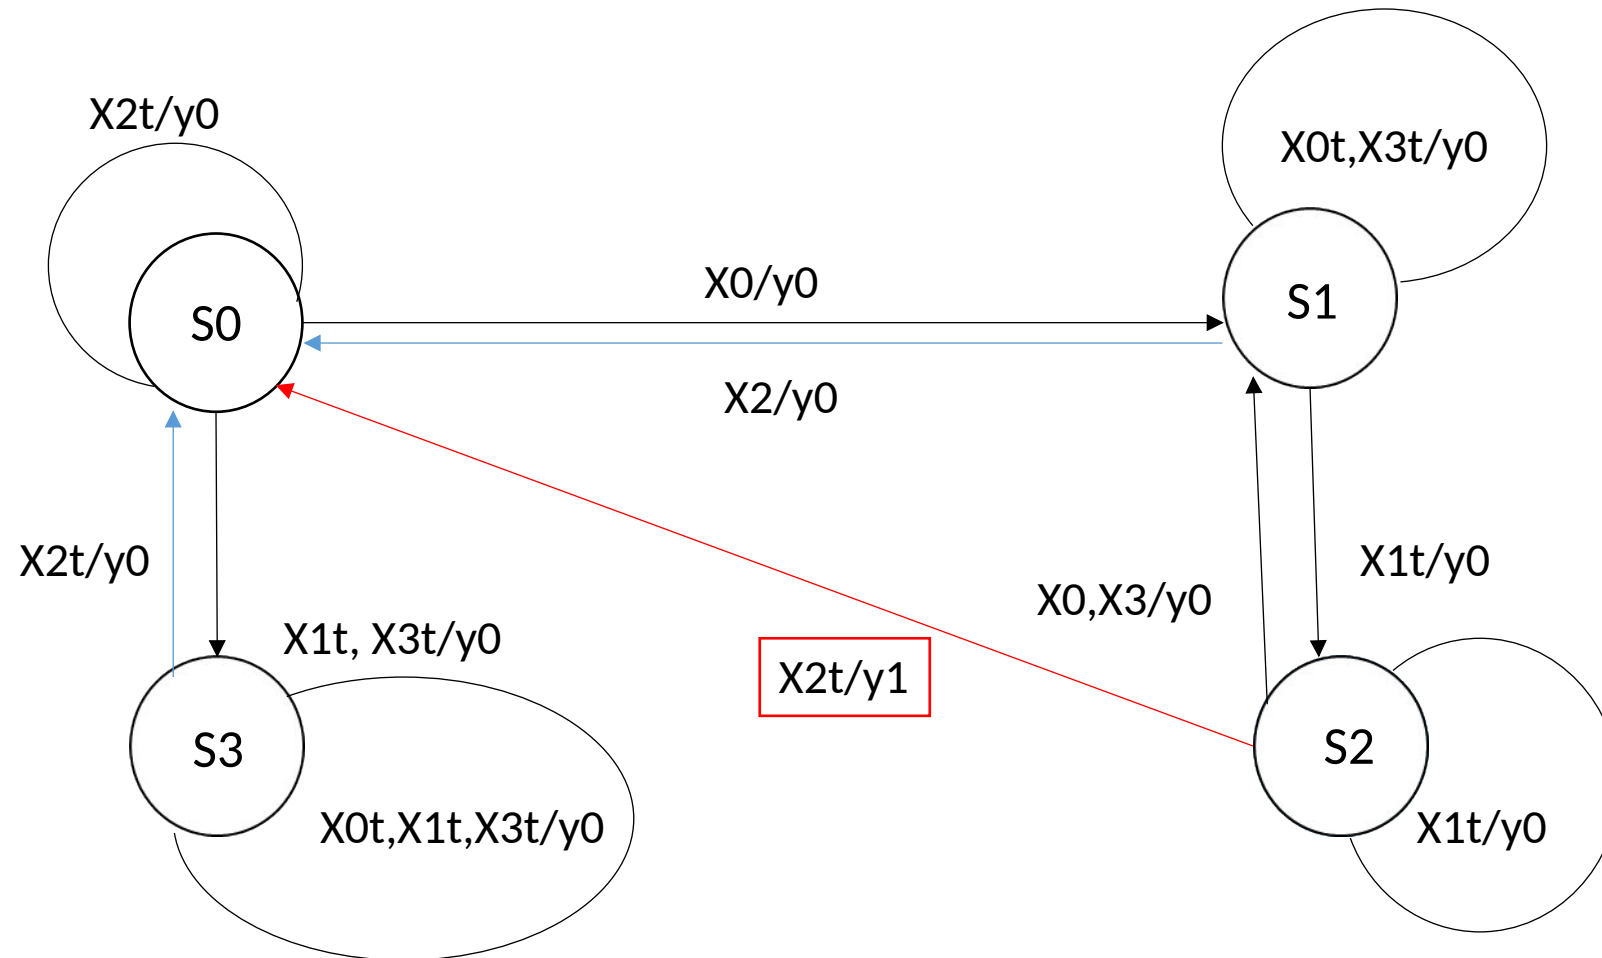 X2t/y0
X0t,X3t/y0
X0/y0
S1
S0
X2/y0
X2t/y0
X1t/y0
X0,X3/y0
X1t, X3t/y0
X2t/y1
S3
S2
X0t,X1t,X3t/y0
X1t/y0